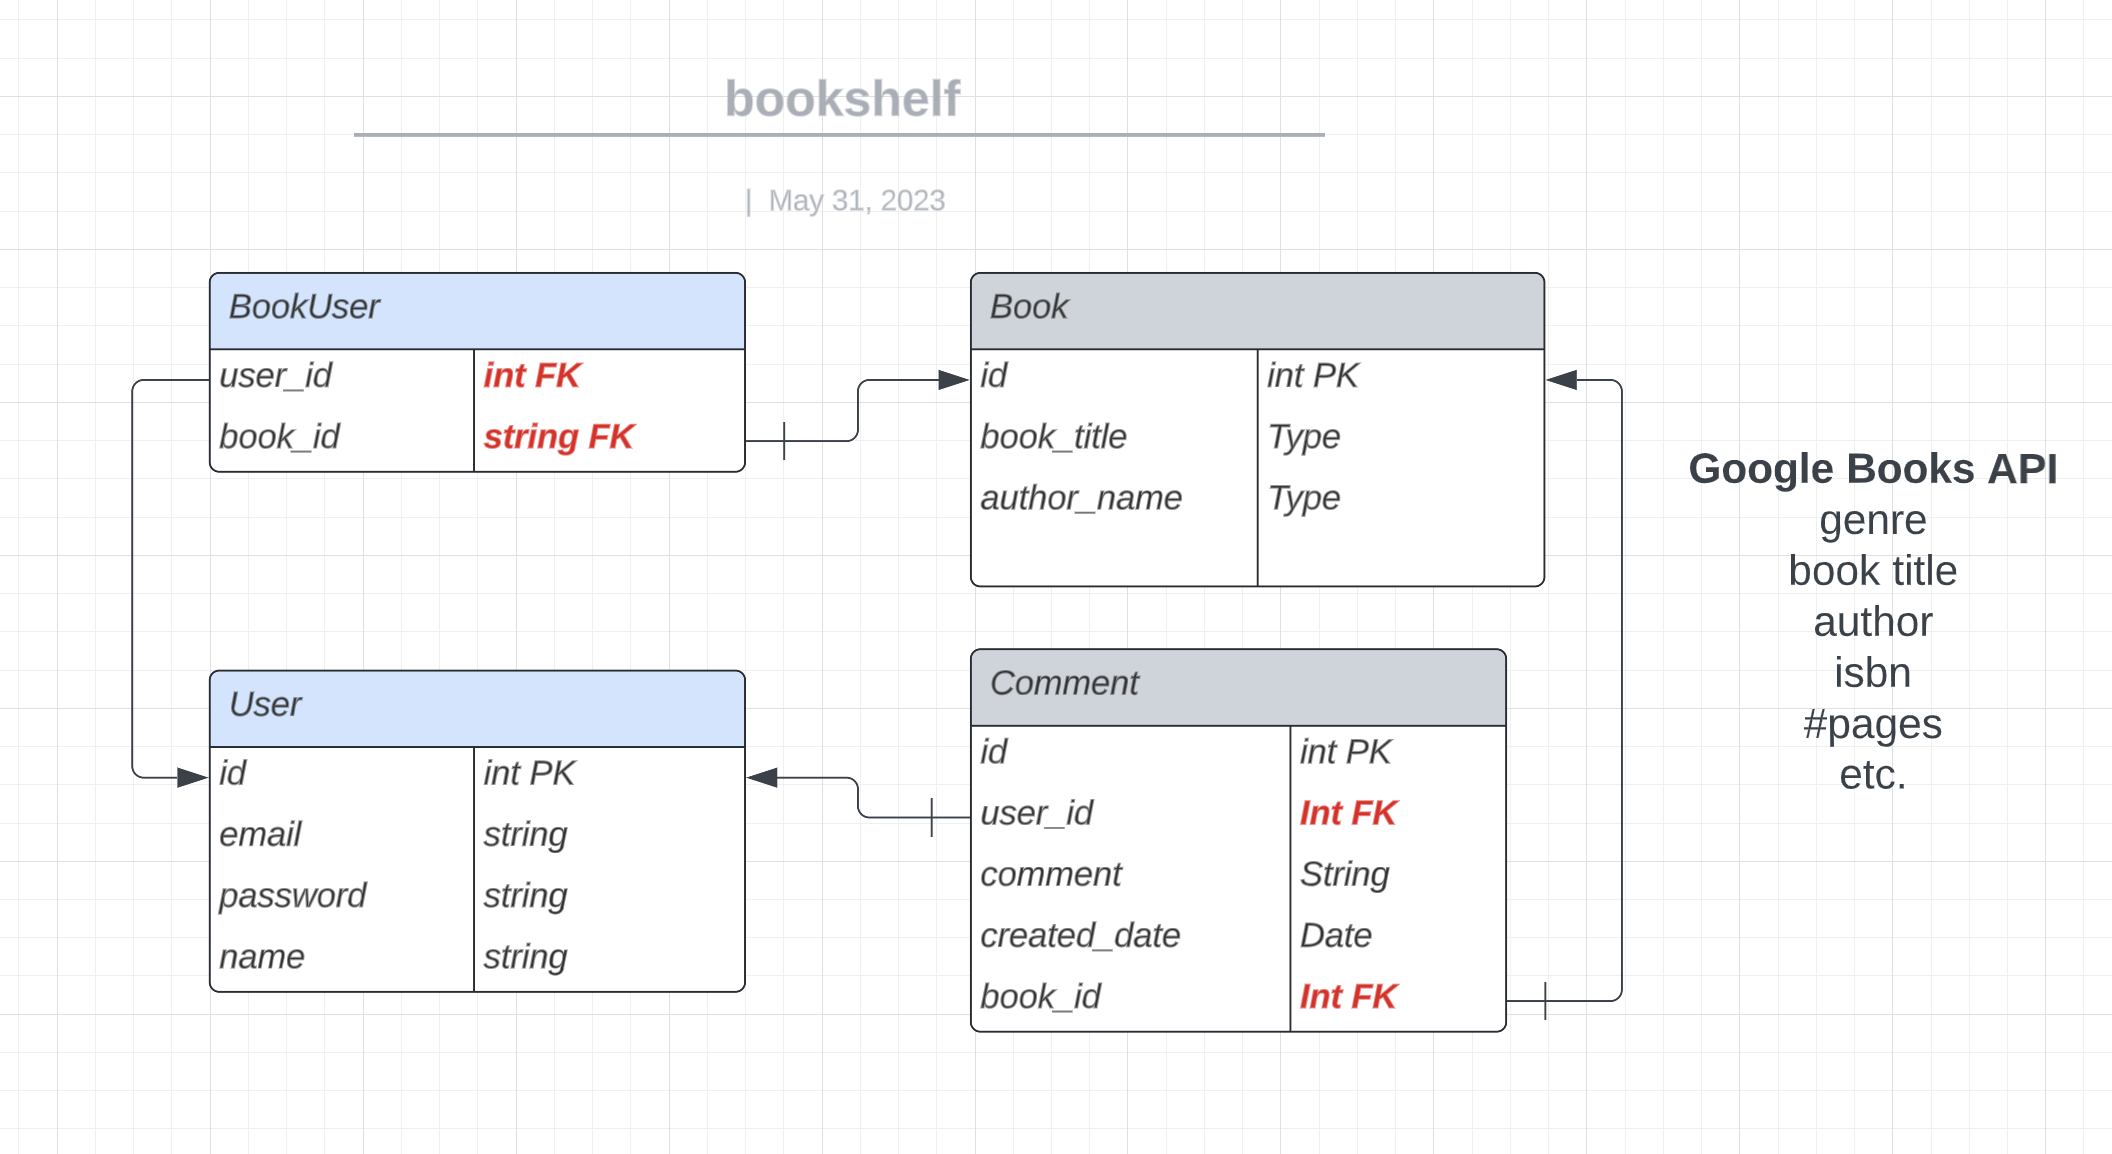 bookshelf
| May 31, 2023
BookUser
user_id int FK
book_id string FK
Book
id int PK
book_title Type
author_name Type
User
id int PK
email string
password string
name string
Comment
id int PK
user_id Int FK
comment String
created_date Date
book_id Int FK
Google Books API
genre
book title
author
isbn
#pages
etc.